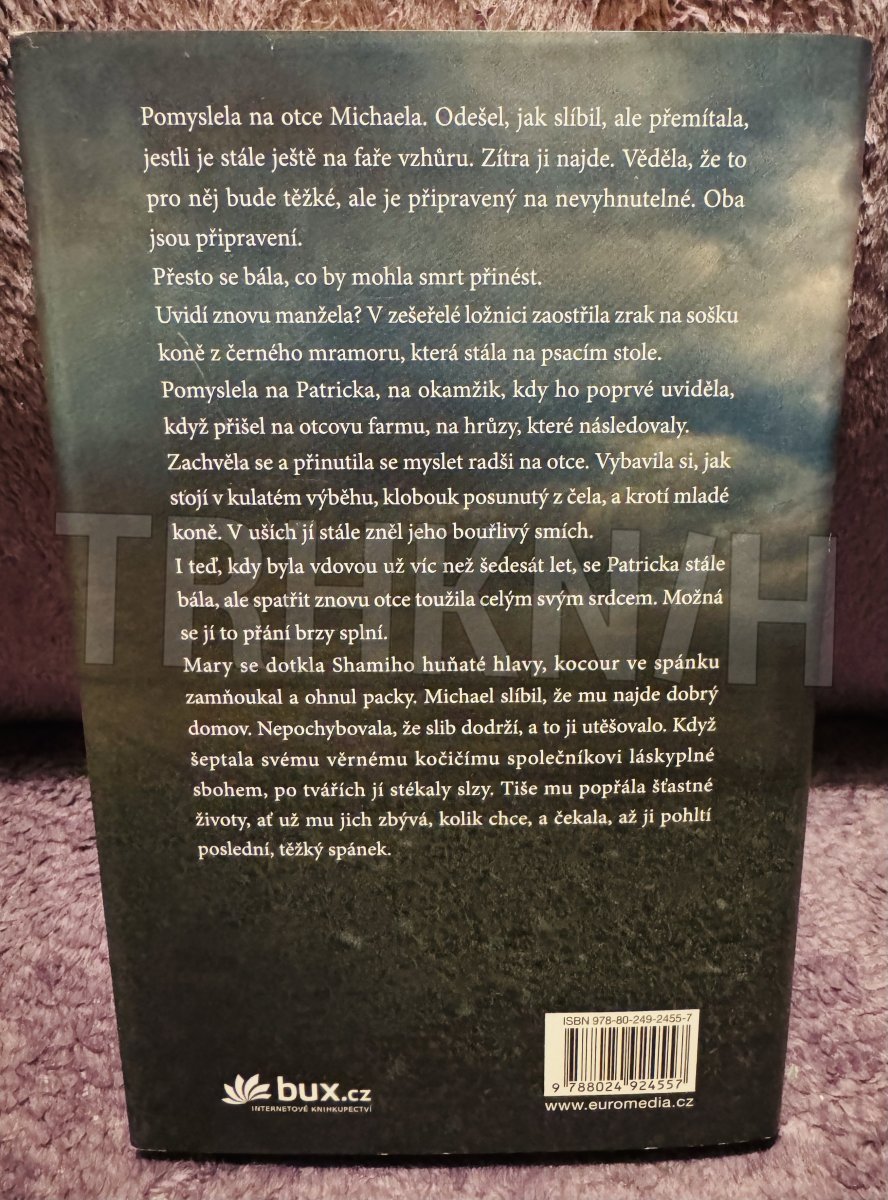 Pomyslela na otce Michaela. Odešel, jak slíbil, ale přemítala,
jestli je stále ještě na faře vzhůru. Zítra ji najde. Věděla, že to
pro něj bude těžké, ale je připravený na nevyhnutelné. Oba
jsou připravení.
Přesto se bála, co by mohla smrt přinést.
Uvidí znovu manžela? V zešeřelé ložnici zaostřila zrak na sošku
koně z černého mramoru, která stála na psacím stole.
Pomyslela na Patricka, na okamžik, kdy ho poprvé uviděla,
když přišel na otcovu farmu, na hrůzy, které následovaly.
Zachvěla se a přinutila se myslet radši na otce. Vybavila si, jak
stojí v kulatém výběhu, klobouk posunutý z čela, a krotí mladé
koně. V uších jí stále zněl jeho bouřlivý smích.
I teď, kdy byla vdovou už víc než šedesát let, se Patricka stále
bála, ale spatřit znovu otce toužila celým svým srdcem. Možná
se jí to přání brzy splní.
Mary se dotkla Shamiho huňaté hlavy, kocour ve spánku
zamňoukal a ohnul packy. Michael slíbil, že mu najde dobrý
domov. Nepochybovala, že slib dodrží, a to ji utěšovalo. Když
šeptala svému věrnému kočičímu společníkovi láskyplné
sbohem, po tvářích jí stékaly slzy. Tiše mu popřála šťastné
životy, ať už mu jich zbývá, kolik chce, a čekala, až ji pohltí
poslední, těžký spánek.
TRHKN/H
ISBN 978-80-249-2455-7
9 788024 924557
www.euromedia.cz
bux.cz
INTERNETOVÉ KNIHKUPECTVÍ